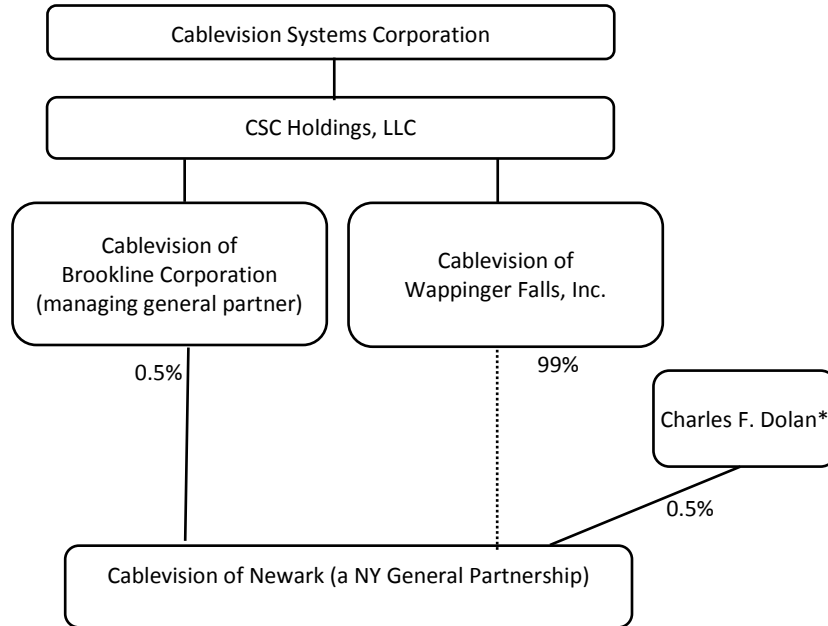 Cablevision Systems Corporation
CSC Holdings, LLC
Cablevision of
Brookline Corporation
(managing general partner)
Cablevision of
Wappinger Falls, Inc.
0.5%
99%
Charles F. Dolan*
0.5%
Cablevision of Newark (a NY General Partnership)